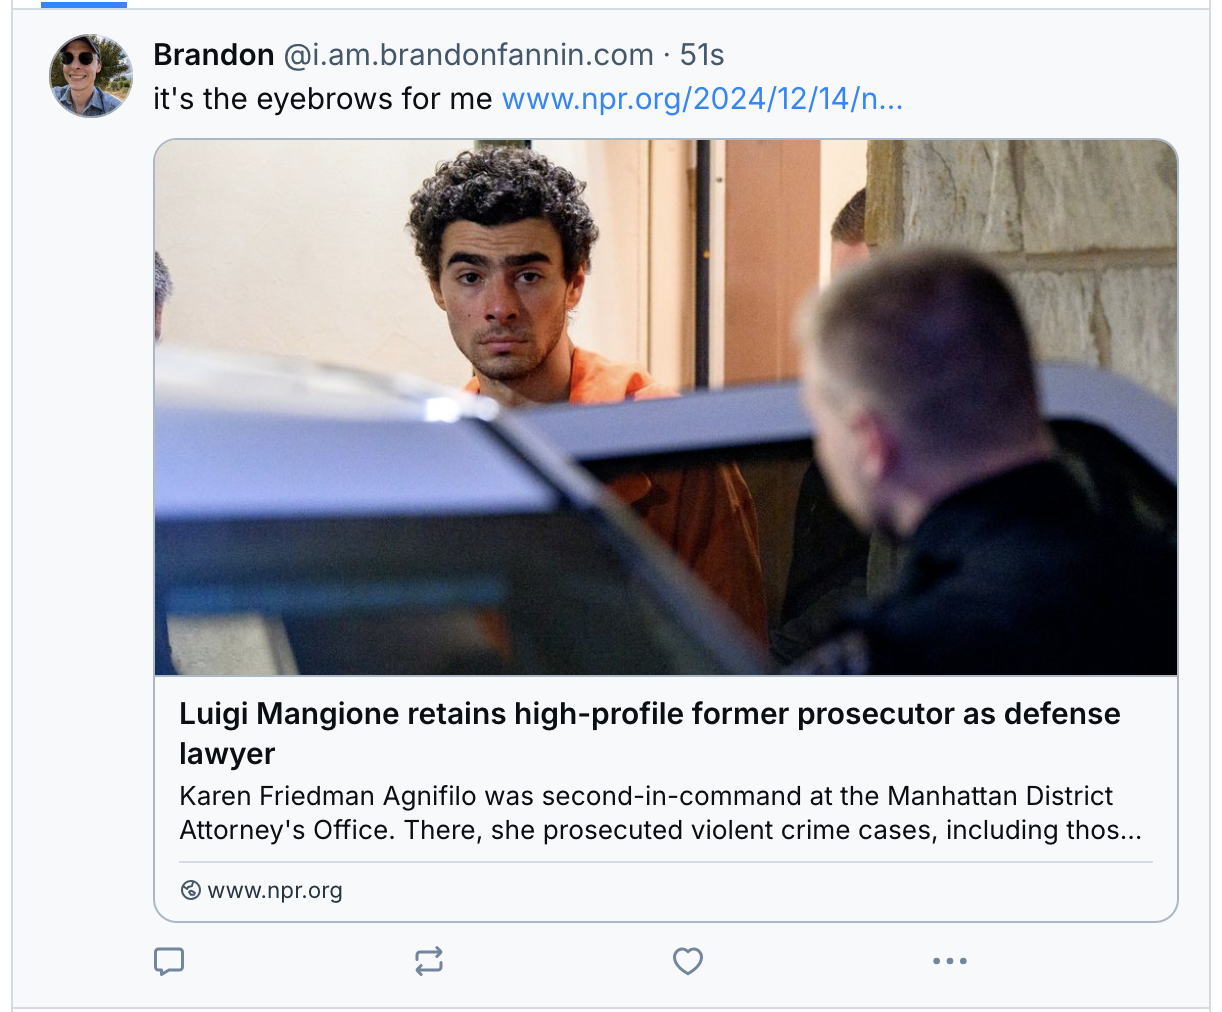 Brandon @i.am.brandonfannin.com · 51s
it's the eyebrows for me www.npr.org/2024/12/14/n...
Luigi Mangione retains high-profile former prosecutor as defense
lawyer
Karen Friedman Agnifilo was second-in-command at the Manhattan District
Attorney's Office. There, she prosecuted violent crime cases, including thos...
www.npr.org